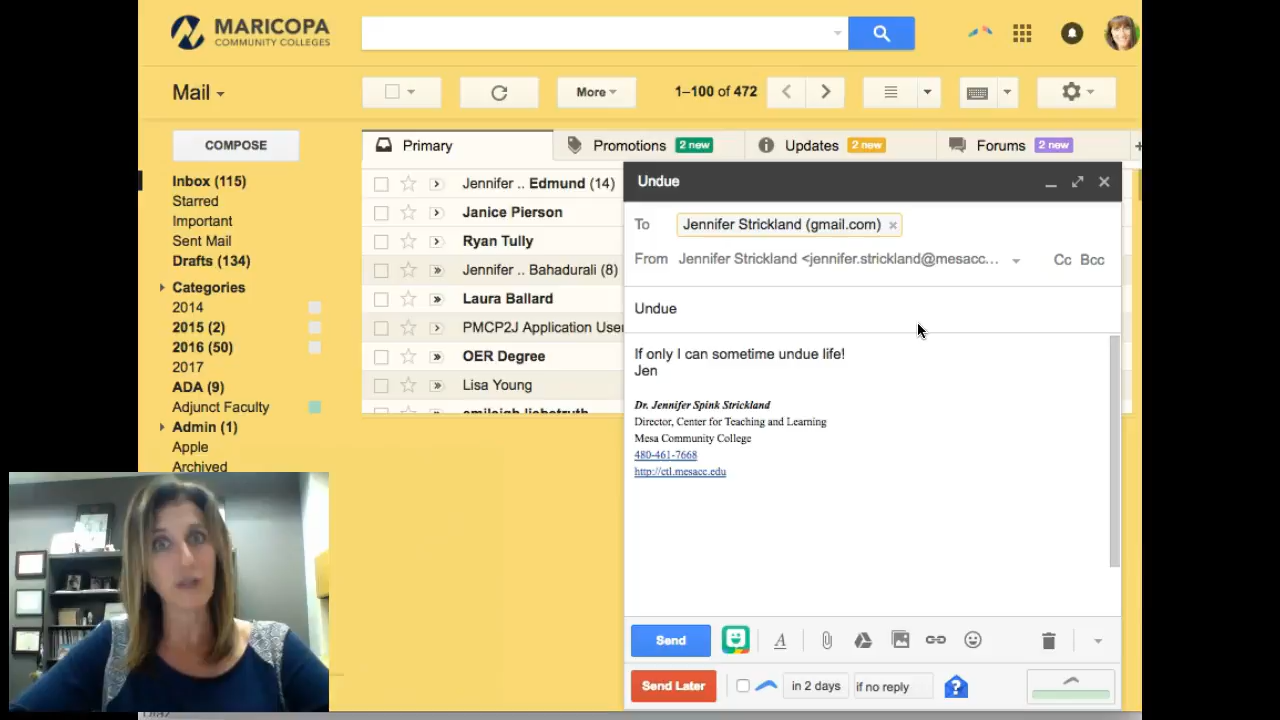 MARICOPA
COMMUNITY COLLEGES
Mail
More
1–100 of 472
COMPOSE
Primary
Promotions 2 new
Updates 2 new
Forums 2 new
Inbox (115)
Starred
Important
Sent Mail
Drafts (134)
Categories
2014
2015 (2)
2016 (50)
2017
ADA (9)
Adjunct Faculty
Admin (1)
Apple
Archived
Jennifer .. Edmund (14)
Janice Pierson
Ryan Tully
Jennifer .. Bahadurali (8)
Laura Ballard
PMCP2J Application User
OER Degree
Lisa Young
Undue
To Jennifer Strickland (gmail.com)
From Jennifer Strickland <jennifer.strickland@mesacc... Cc Bcc
Undue
If only I can sometime undue life!
Jen
Dr. Jennifer Spink Strickland
Director, Center for Teaching and Learning
Mesa Community College
480-461-7668
http://ctl.mesacc.edu
Send
Send Later in 2 days if no reply